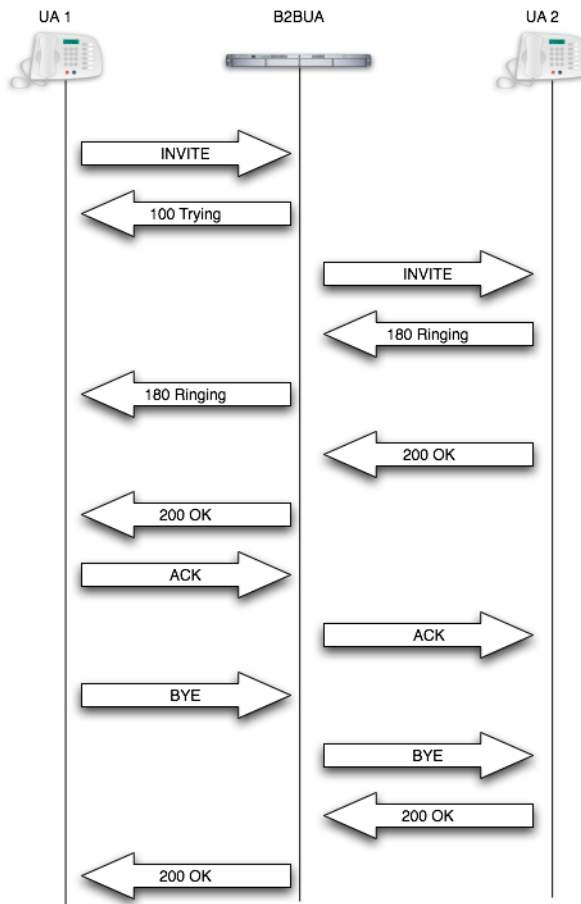 UA 1 B2BUA UA 2
INVITE
100 Trying
INVITE
180 Ringing
180 Ringing
200 OK
200 OK
ACK
ACK
BYE
BYE
200 OK
200 OK